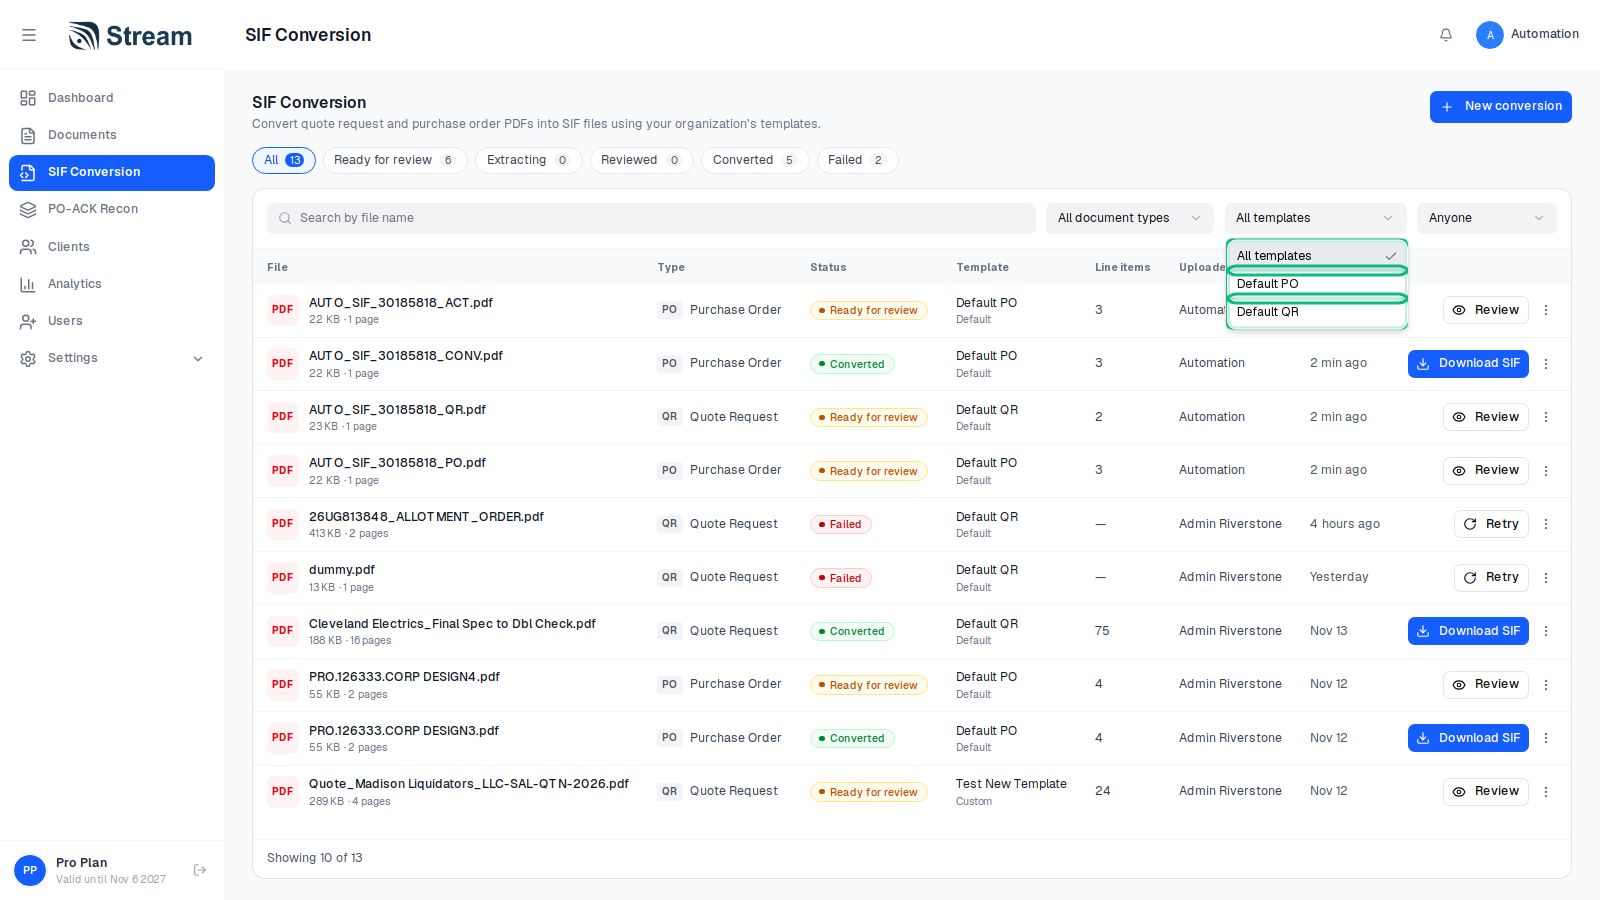 Stream
SIF Conversion
A
Automation
Dashboard
Documents
SIF Conversion
PO-ACK Recon
Clients
Analytics
Users
Settings
SIF Conversion
Convert quote request and purchase order PDFs into SIF files using your organization's templates.
New conversion
All 13
Ready for review 6
Extracting 0
Reviewed 0
Converted 5
Failed 2
Search by file name
All document types
All templates
Anyone
All templates
Default PO
Default QR
File Type Status Template Line items Uploade
PDF AUTO_SIF_30185818_ACT.pdf PO Purchase Order Ready for review Default PO 3 Automat Review
22 KB · 1 page Default
PDF AUTO_SIF_30185818_CONV.pdf PO Purchase Order Converted Default PO 3 Automation 2 min ago Download SIF
22 KB · 1 page Default
PDF AUTO_SIF_30185818_QR.pdf QR Quote Request Ready for review Default QR 2 Automation 2 min ago Review
23 KB · 1 page Default
PDF AUTO_SIF_30185818_PO.pdf PO Purchase Order Ready for review Default PO 3 Automation 2 min ago Review
22 KB · 1 page Default
PDF 26UG813848_ALLOTMENT_ORDER.pdf QR Quote Request Failed Default QR — Admin Riverstone 4 hours ago Retry
413 KB · 2 pages Default
PDF dummy.pdf QR Quote Request Failed Default QR — Admin Riverstone Yesterday Retry
13 KB · 1 page Default
PDF Cleveland Electrics_Final Spec to Dbl Check.pdf QR Quote Request Converted Default QR 75 Admin Riverstone Nov 13 Download SIF
188 KB · 16 pages Default
PDF PRO.126333.CORP DESIGN4.pdf PO Purchase Order Ready for review Default PO 4 Admin Riverstone Nov 12 Review
55 KB · 2 pages Default
PDF PRO.126333.CORP DESIGN3.pdf PO Purchase Order Converted Default PO 4 Admin Riverstone Nov 12 Download SIF
55 KB · 2 pages Default
PDF Quote_Madison Liquidators_LLC-SAL-QTN-2026.pdf QR Quote Request Ready for review Test New Template 24 Admin Riverstone Nov 12 Review
289 KB · 4 pages Custom
Showing 10 of 13
PP
Pro Plan
Valid until Nov 6 2027